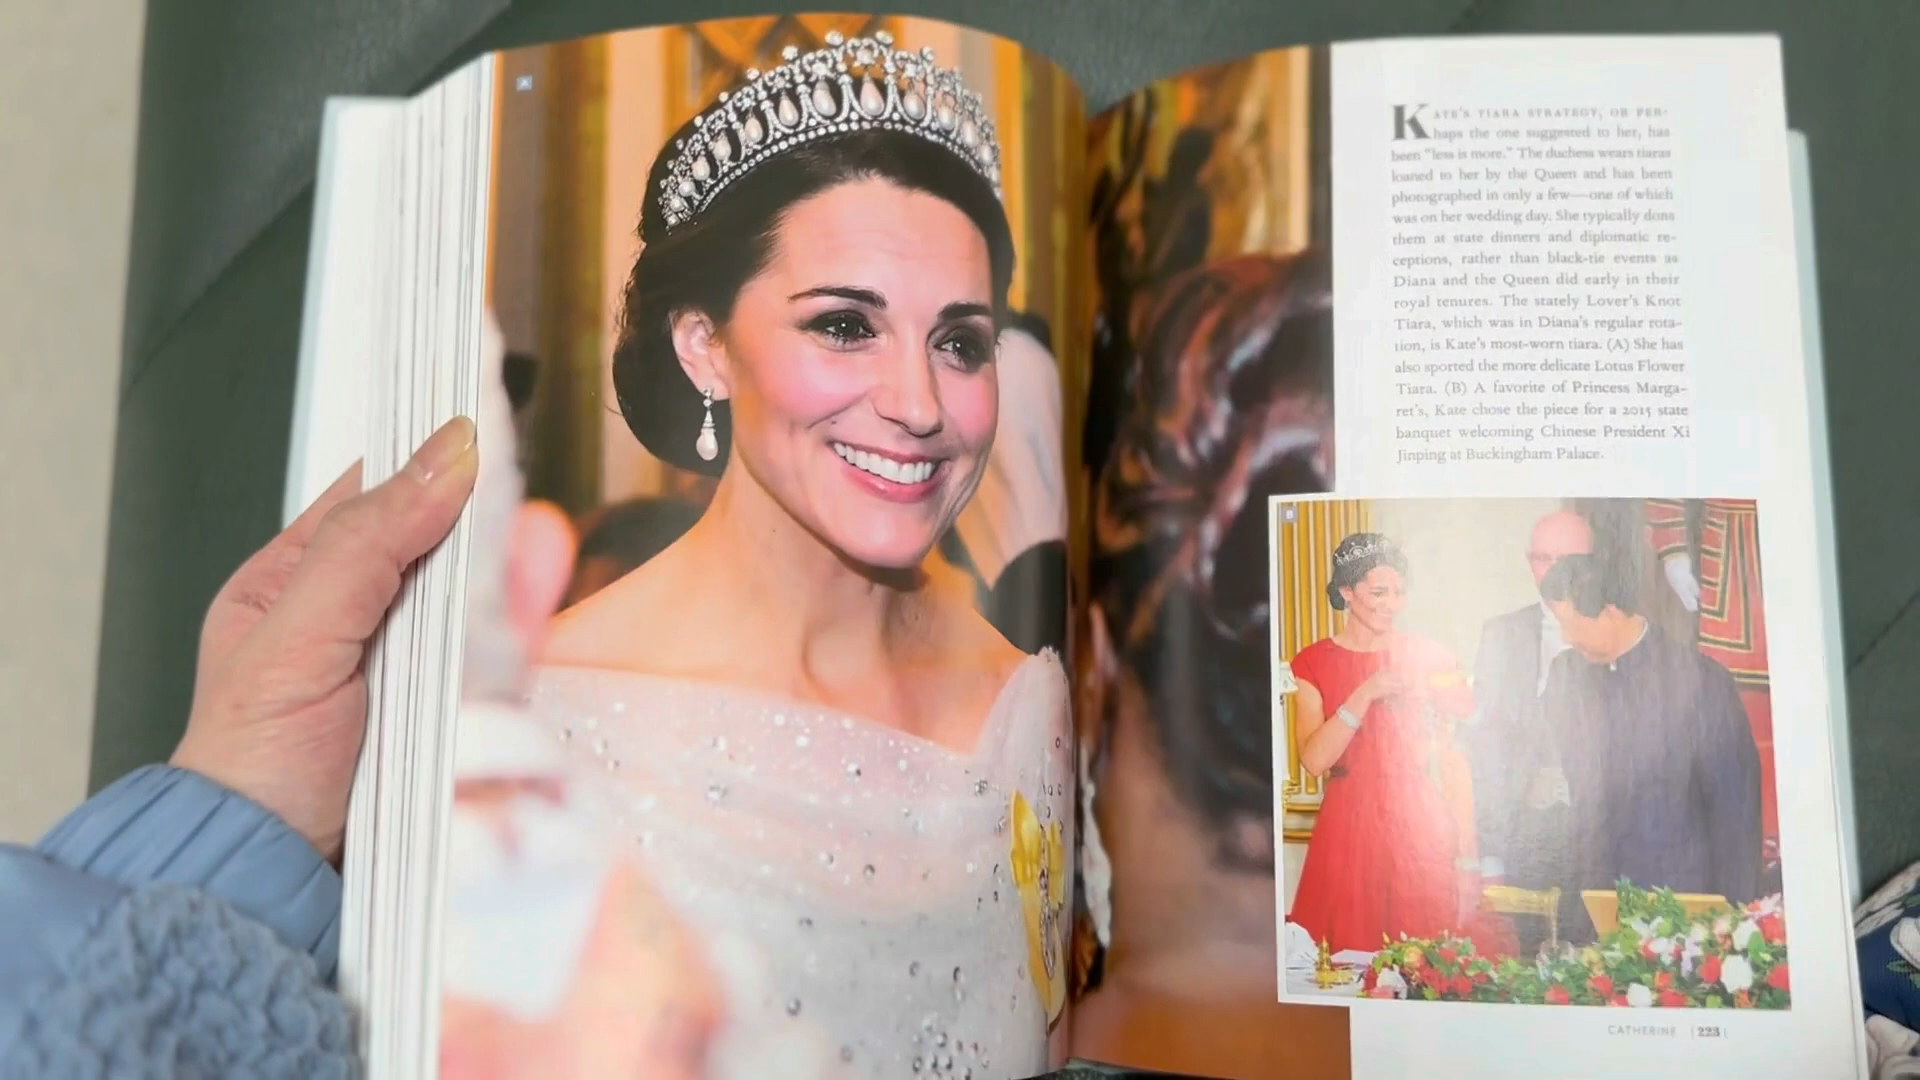 A
KATE'S TIARA STRATEGY, OR PER-
haps the one suggested to her, has
been "less is more." The duchess wears tiaras
loaned to her by the Queen and has been
photographed in only a few—one of which
was on her wedding day. She typically dons
them at state dinners and diplomatic re-
ceptions, rather than black-tie events as
Diana and the Queen did early in their
royal tenures. The stately Lover's Knot
Tiara, which was in Diana's regular rota-
tion, is Kate's most-worn tiara. (A) She has
also sported the more delicate Lotus Flower
Tiara. (B) A favorite of Princess Marga-
ret's, Kate chose the piece for a 2015 state
banquet welcoming Chinese President Xi
Jinping at Buckingham Palace.
B
CATHERINE | 223 |